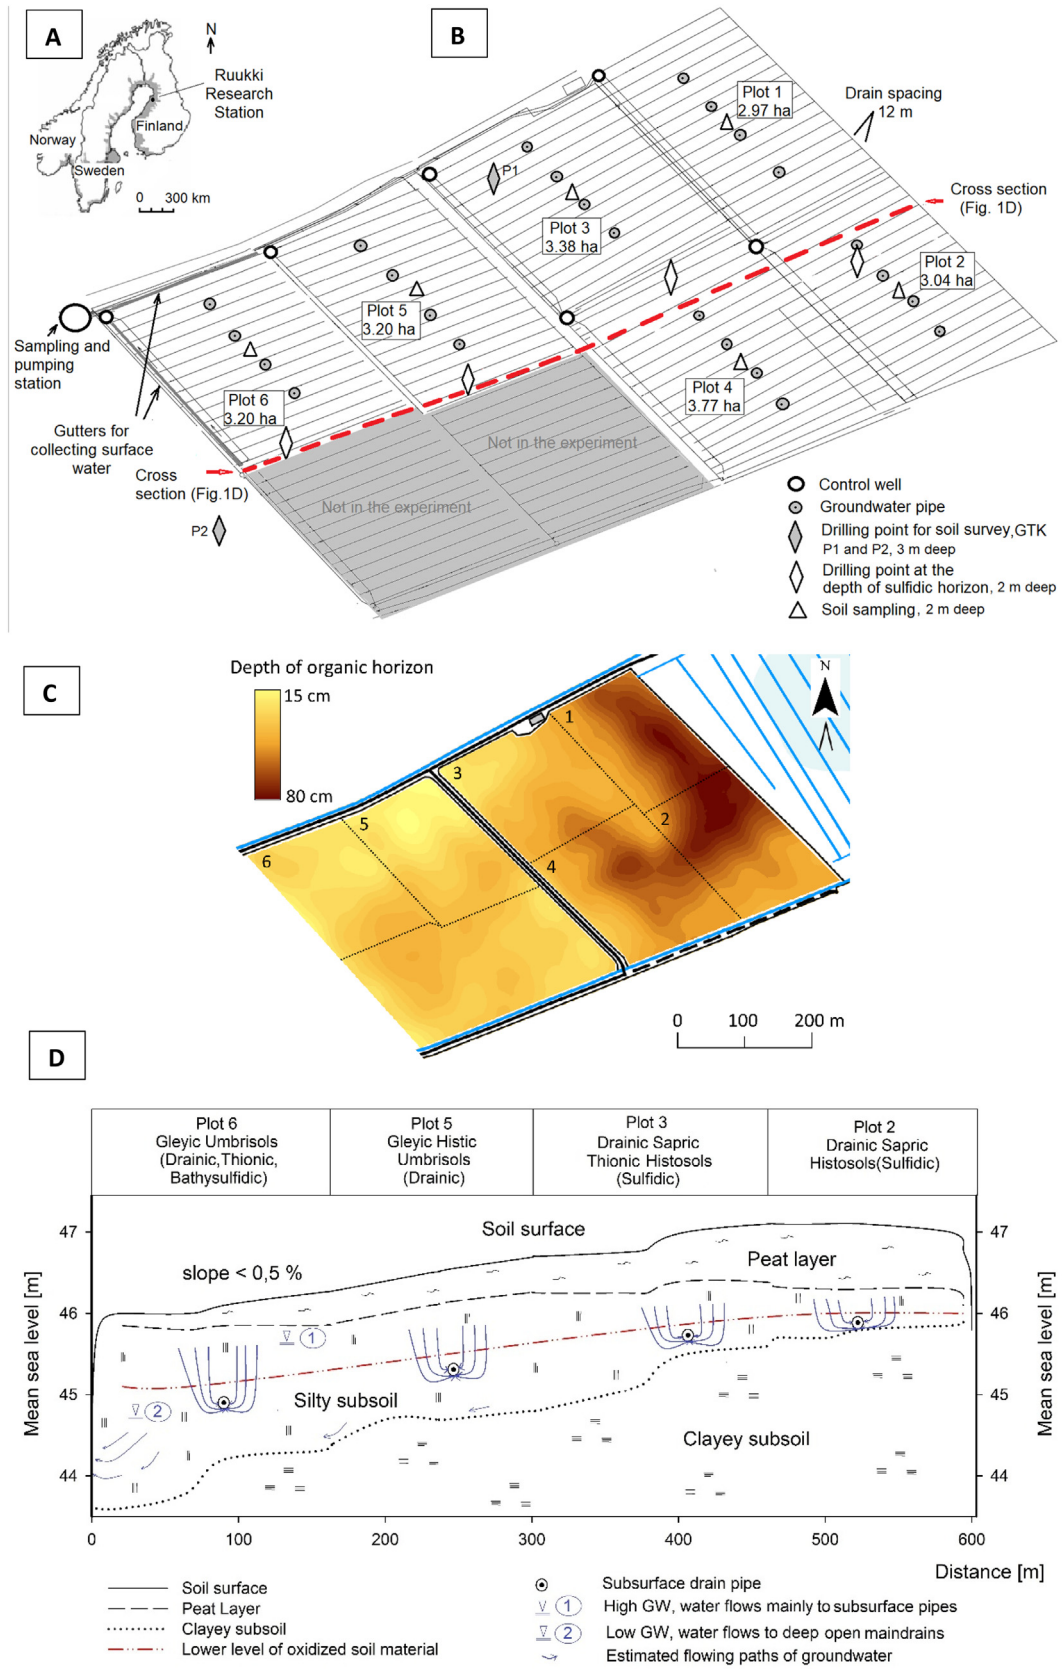 A
N
Ruukki
Research
Station
Norway
Finland
Sweden
0 300 km
B
Plot 1
2.97 ha
Drain spacing
12 m
P1
Plot 3
3.38 ha
Cross section
(Fig. 1D)
Plot 2
3.04 ha
Plot 5
3.20 ha
Sampling and
pumping
station
Plot 6
3.20 ha
Plot 4
3.77 ha
Gutters for
collecting surface
water
Cross
section (Fig.1D)
P2
Not in the experiment
Not in the experiment
Control well
Groundwater pipe
Drilling point for soil survey,GTK
P1 and P2, 3 m deep
Drilling point at the
depth of sulfidic horizon, 2 m deep
Soil sampling, 2 m deep
C
Depth of organic horizon
15 cm
80 cm
N
1
3
2
5
4
6
0 100 200 m
D
Plot 6
Gleyic Umbrisols
(Drainic,Thionic,
Bathysulfidic)
Plot 5
Gleyic Histic
Umbrisols
(Drainic)
Plot 3
Drainic Sapric
Thionic Histosols
(Sulfidic)
Plot 2
Drainic Sapric
Histosols(Sulfidic)
Mean sea level [m]
47
46
45
44
Soil surface
slope < 0,5 %
Peat layer
1
2
Silty subsoil
Clayey subsoil
47
46
45
44
Mean sea level [m]
0 100 200 300 400 500 600
Distance [m]
Soil surface
Peat Layer
Clayey subsoil
Lower level of oxidized soil material
Subsurface drain pipe
1 High GW, water flows mainly to subsurface pipes
2 Low GW, water flows to deep open maindrains
Estimated flowing paths of groundwater